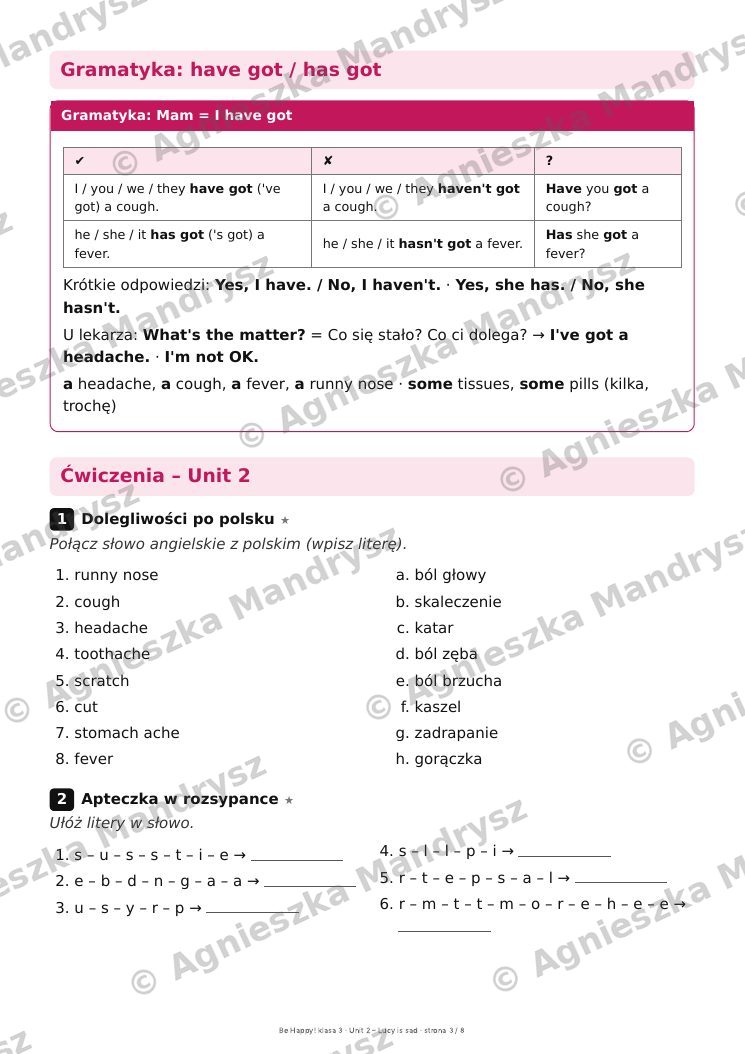 Gramatyka: have got / has got
Gramatyka: Mam = I have got
✔ ✘ ?
I / you / we / they have got ('ve got) a cough.
I / you / we / they haven't got a cough.
Have you got a cough?
he / she / it has got ('s got) a fever.
he / she / it hasn't got a fever.
Has she got a fever?
Krótkie odpowiedzi: Yes, I have. / No, I haven't. · Yes, she has. / No, she
hasn't.
U lekarza: What's the matter? = Co się stało? Co ci dolega? → I've got a
headache. · I'm not OK.
a headache, a cough, a fever, a runny nose · some tissues, some pills (kilka,
trochę)
Ćwiczenia – Unit 2
1 Dolegliwości po polsku ★
Połącz słowo angielskie z polskim (wpisz literę).
1. runny nose
2. cough
3. headache
4. toothache
5. scratch
6. cut
7. stomach ache
8. fever
a. ból głowy
b. skaleczenie
c. katar
d. ból zęba
e. ból brzucha
f. kaszel
g. zadrapanie
h. gorączka
2 Apteczka w rozsypance ★
Ułóż litery w słowo.
1. s – u – s – s – t – i – e → ____________
2. e – b – d – n – g – a – a → ____________
3. u – s – y – r – p → ____________
4. s – l – l – p – i → ____________
5. r – t – e – p – s – a – l → ____________
6. r – m – t – t – m – o – r – e – h – e – e →
____________
Be Happy! klasa 3 · Unit 2 – Lucy is sad · strona 3 / 8
© Agnieszka Mandrysz